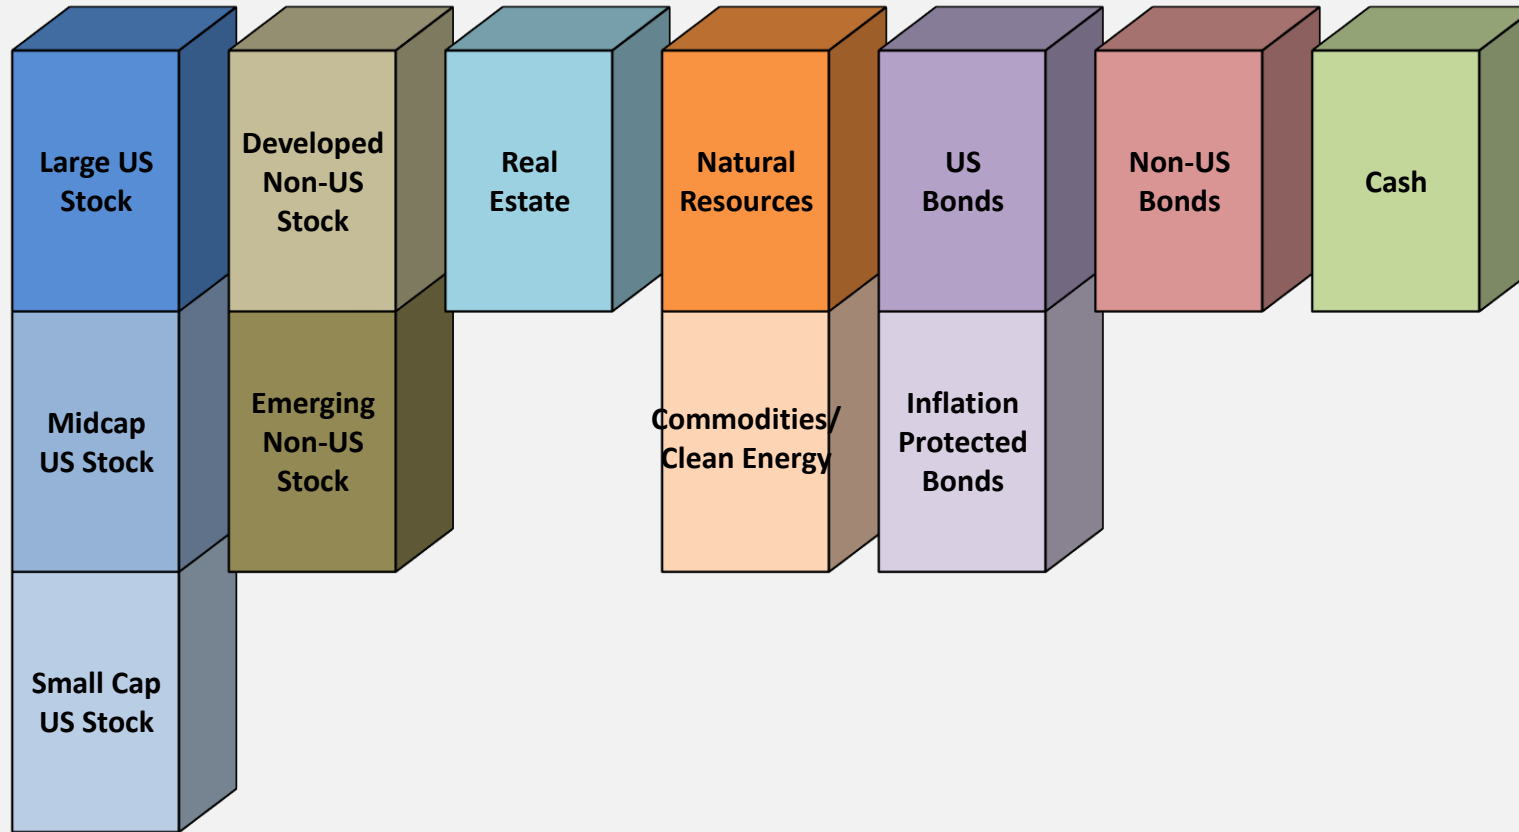 Large US
Stock
Developed
Non-US
Stock
Real
Estate
Natural
Resources
US
Bonds
Non-US
Bonds
Cash
Midcap
US Stock
Emerging
Non-US
Stock
Commodities/
Clean Energy
Inflation
Protected
Bonds
Small Cap
US Stock